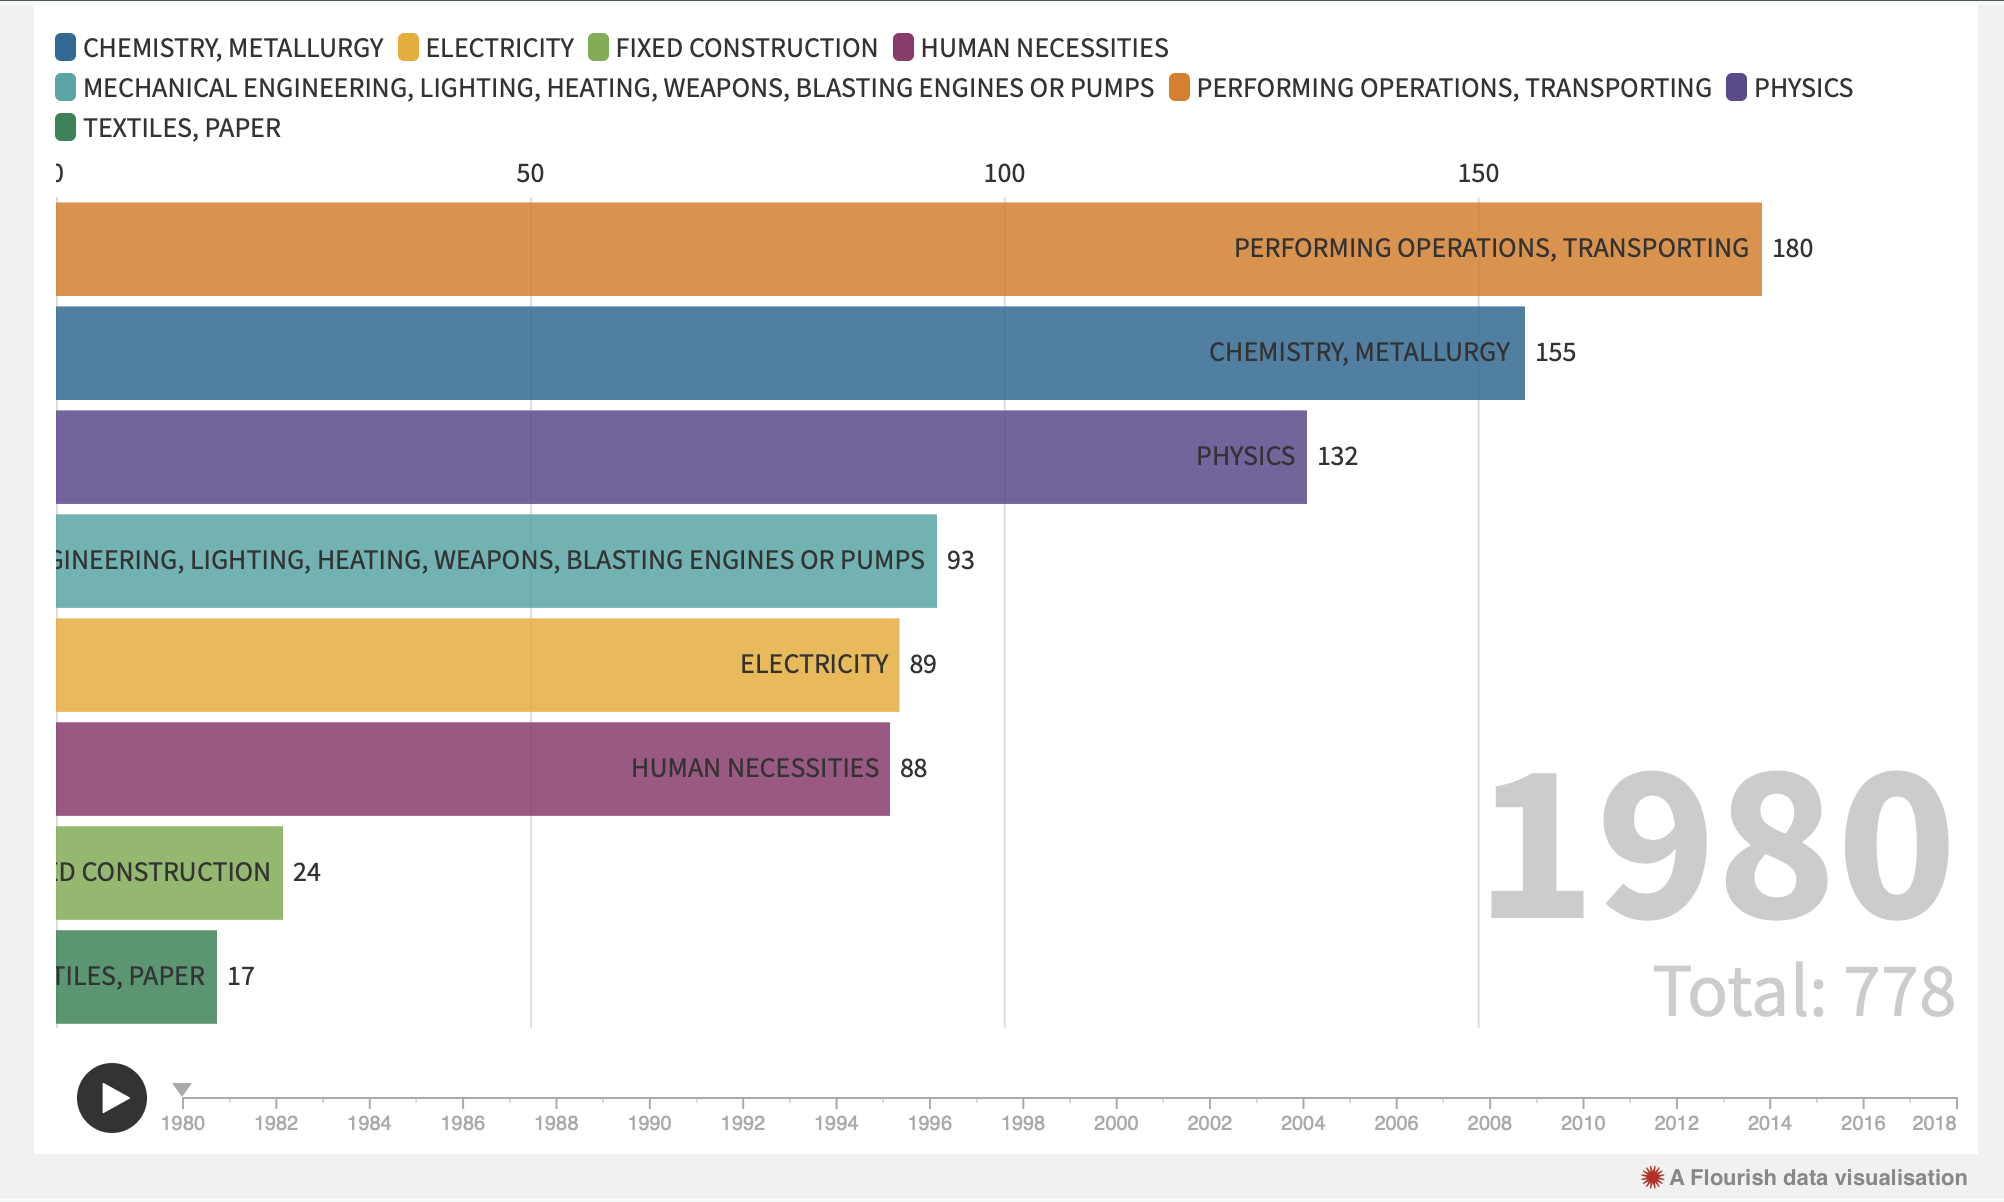 CHEMISTRY, METALLURGY ELECTRICITY FIXED CONSTRUCTION HUMAN NECESSITIES
MECHANICAL ENGINEERING, LIGHTING, HEATING, WEAPONS, BLASTING ENGINES OR PUMPS PERFORMING OPERATIONS, TRANSPORTING PHYSICS
TEXTILES, PAPER
0 50 100 150
PERFORMING OPERATIONS, TRANSPORTING 180
CHEMISTRY, METALLURGY 155
PHYSICS 132
GINEERING, LIGHTING, HEATING, WEAPONS, BLASTING ENGINES OR PUMPS 93
ELECTRICITY 89
HUMAN NECESSITIES 88
ED CONSTRUCTION 24
TILES, PAPER 17
1980
Total: 778
1980 1982 1984 1986 1988 1990 1992 1994 1996 1998 2000 2002 2004 2006 2008 2010 2012 2014 2016 2018
A Flourish data visualisation